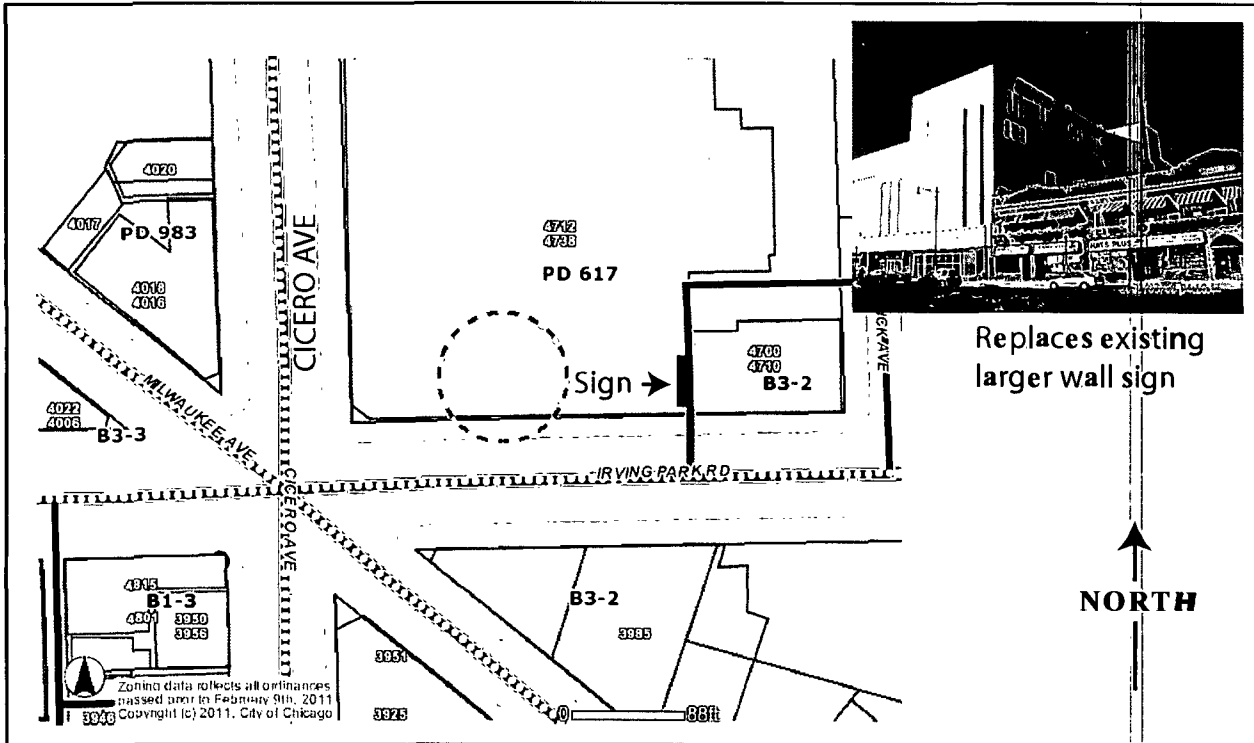 4020
4017
PD 983
4018
4016
CICERO AVE
4712
4738
PD 617
Sign
4700
4710
B3-2
AVE
Replaces existing
larger wall sign
MILWAUKEE AVE
4022
4006
B3-3
CICERO AVE
IRVING PARK RD
NORTH
4815
B1-3
4801
3950
3956
B3-2
3985
3951
3925
3946
Zoning data reflects all ordinances
passed prior to February 9th, 2011
Copyright (c) 2011, City of Chicago
0
88ft